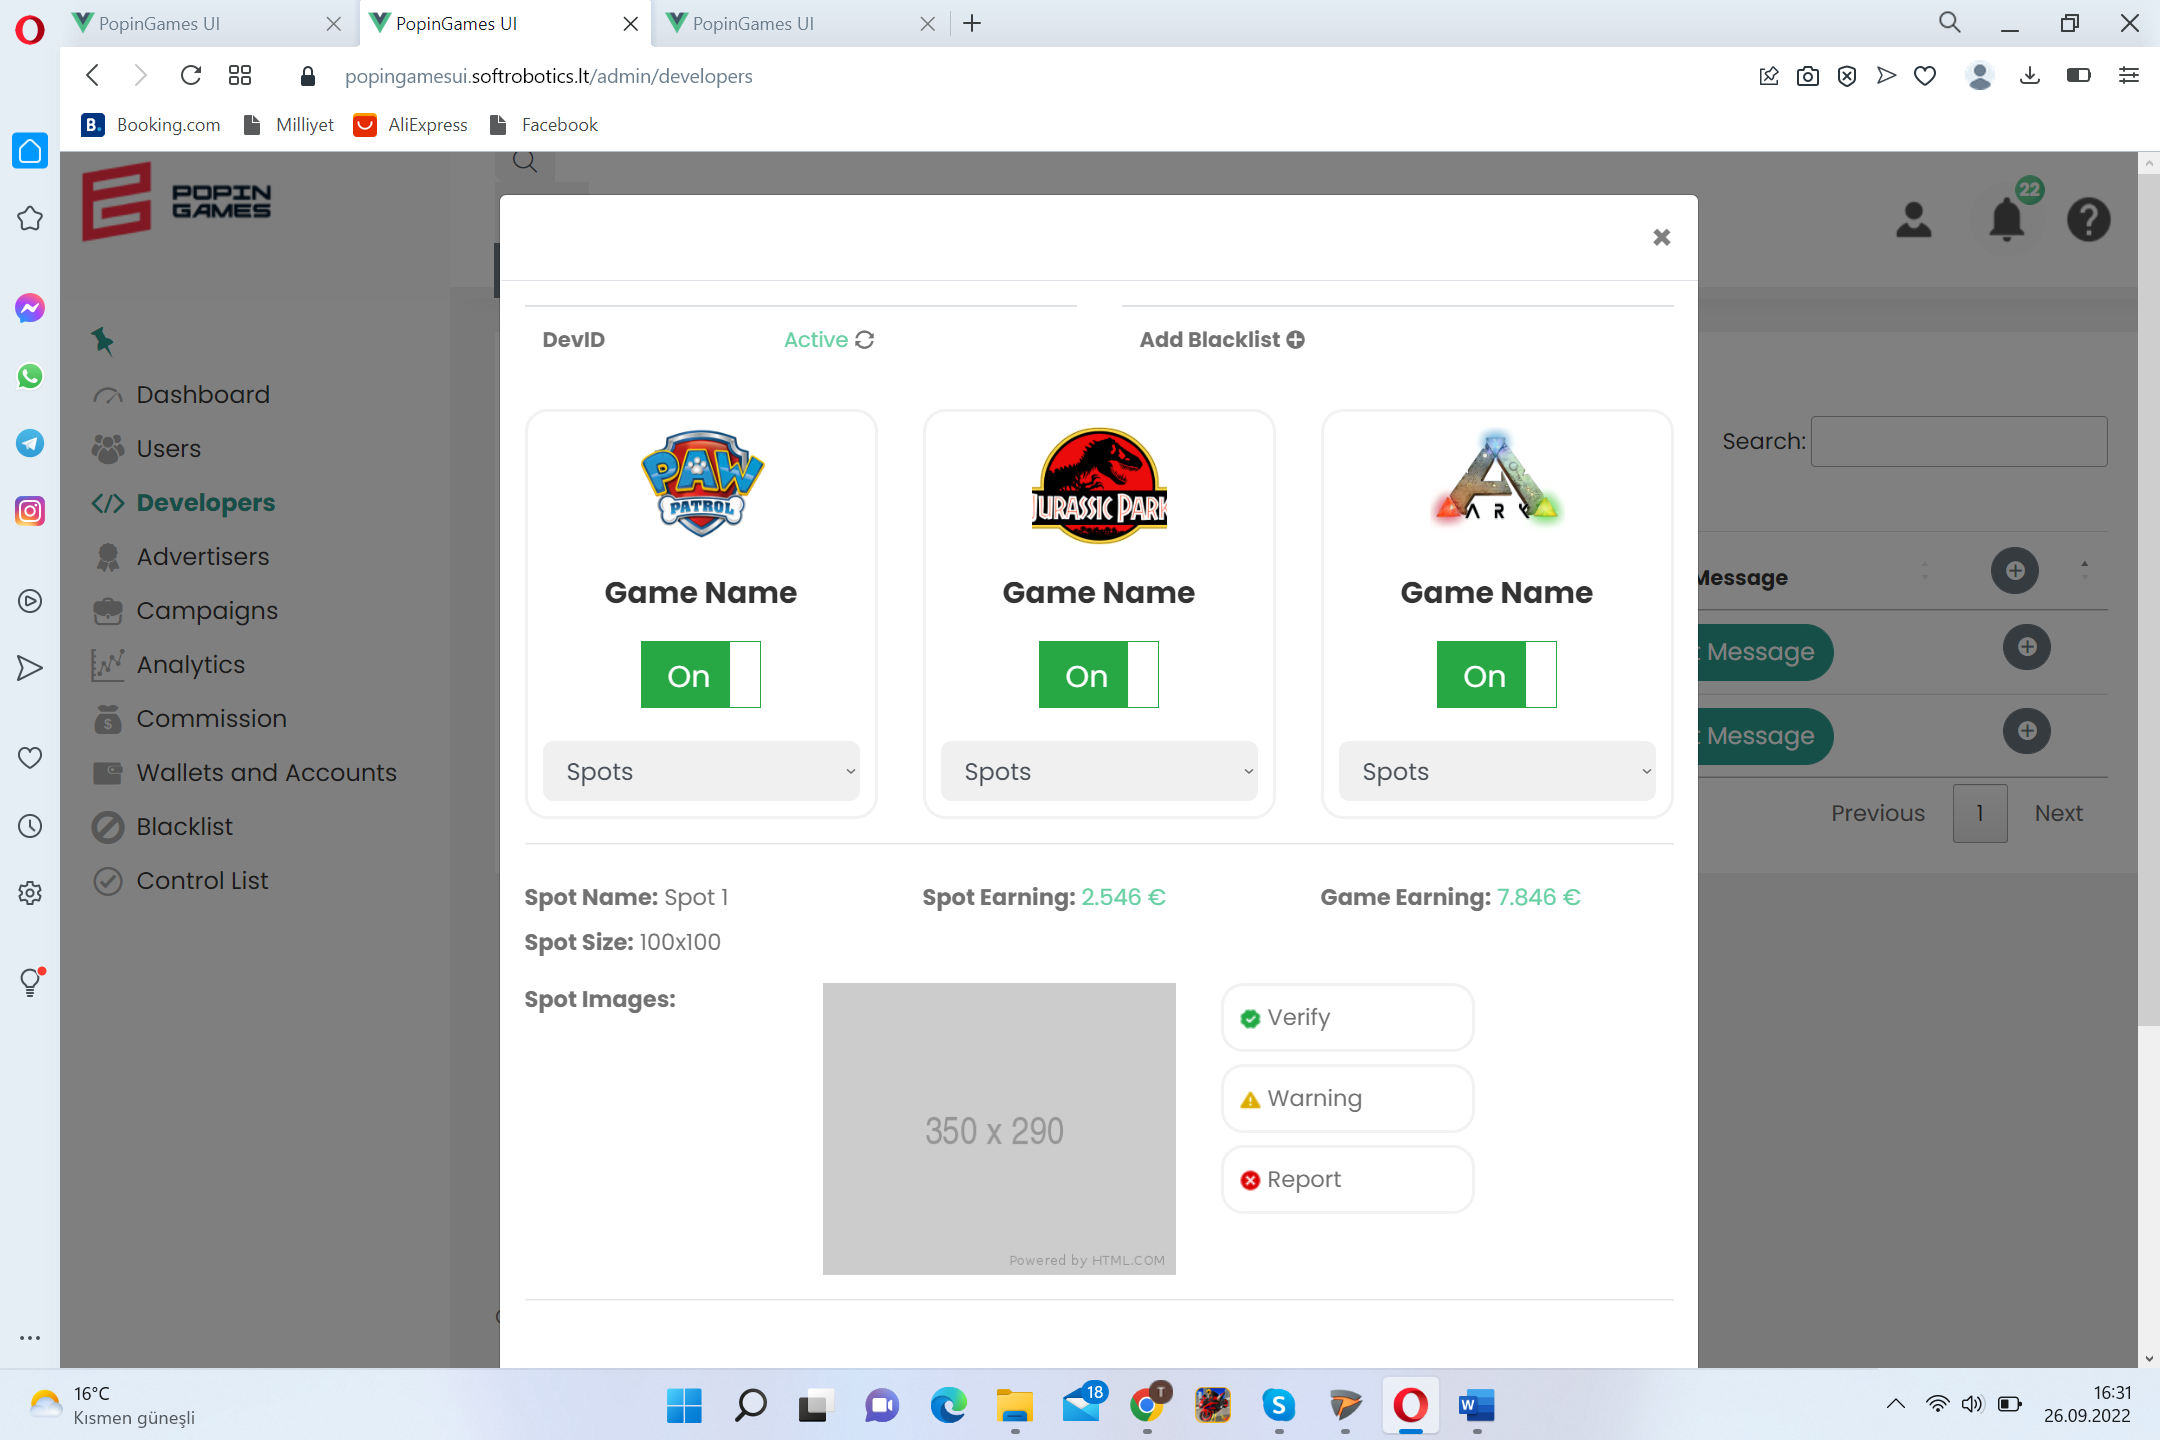 PopinGames UI
PopinGames UI
PopinGames UI
popingamesui.softrobotics.lt/admin/developers
B. Booking.com
Milliyet
AliExpress
Facebook
POPIN
GAMES
22
DevID
Active
Add Blacklist
Dashboard
Users
Developers
Advertisers
Campaigns
Analytics
Commission
Wallets and Accounts
Blacklist
Control List
PAW
PATROL
JURASSIC PARK
ARK
Search:
Game Name
Game Name
Game Name
Message
On
On
On
Message
Message
Spots
Spots
Spots
Previous
1
Next
Spot Name: Spot 1
Spot Earning: 2.546 €
Game Earning: 7.846 €
Spot Size: 100x100
Spot Images:
350 x 290
Powered by HTML.COM
Verify
Warning
Report
16°C
Kısmen güneşli
18
T
S
W
16:31
26.09.2022